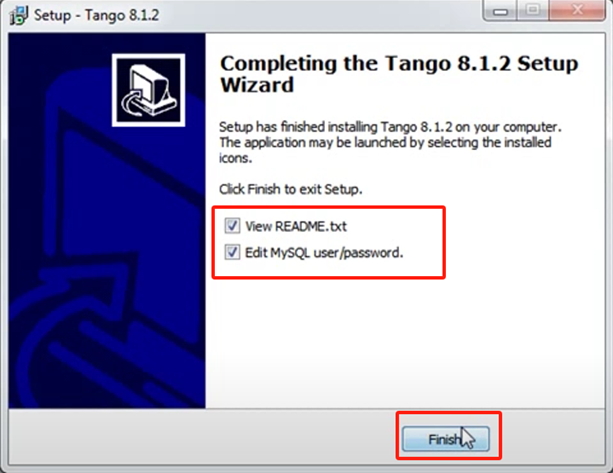 Setup - Tango 8.1.2
Completing the Tango 8.1.2 Setup
Wizard
Setup has finished installing Tango 8.1.2 on your computer.
The application may be launched by selecting the installed
icons.
Click Finish to exit Setup.
View README.txt
Edit MySQL user/password.
Finish